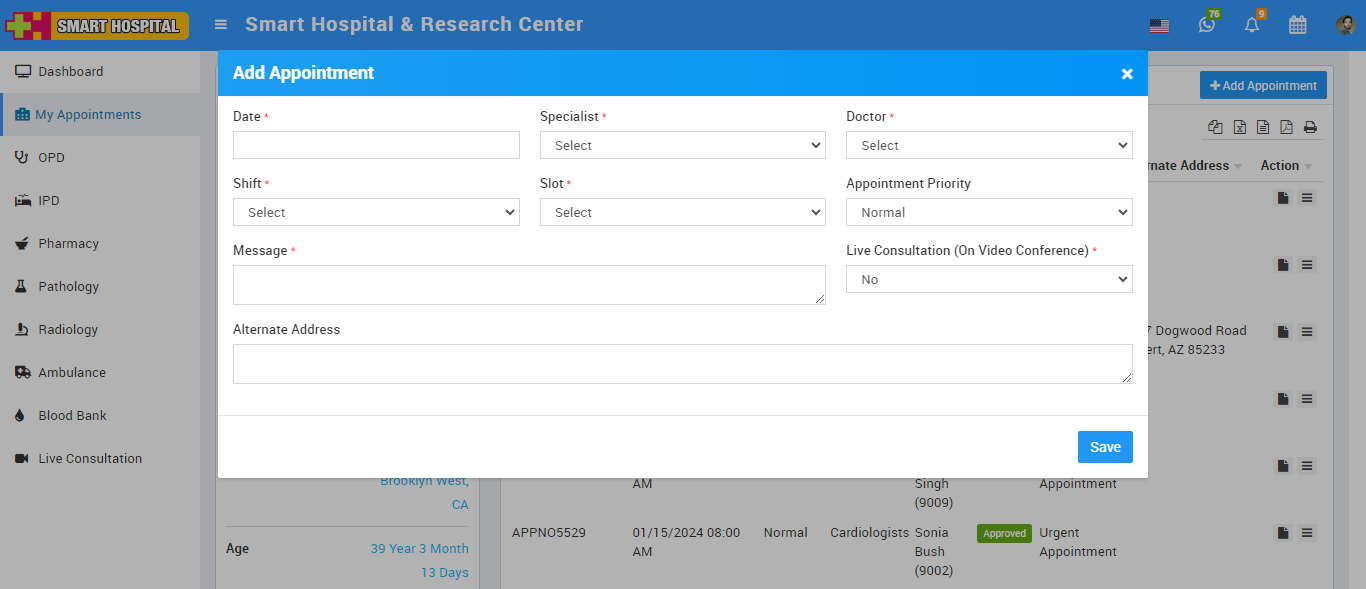 SMART HOSPITAL
Smart Hospital & Research Center
76
9
Dashboard
My Appointments
OPD
IPD
Pharmacy
Pathology
Radiology
Ambulance
Blood Bank
Live Consultation
Add Appointment
×
Date *
Specialist *
Select
Doctor *
Select
Shift *
Select
Slot *
Select
Appointment Priority
Normal
Message *
Live Consultation (On Video Conference) *
No
Alternate Address
Save
Add Appointment
rnate Address
Action
7 Dogwood Road
ert, AZ 85233
Brooklyn West,
CA
Age
39 Year 3 Month
13 Days
AM
Singh
(9009)
Appointment
APPNO5529
01/15/2024 08:00
AM
Normal
Cardiologists
Sonia
Bush
(9002)
Approved
Urgent
Appointment